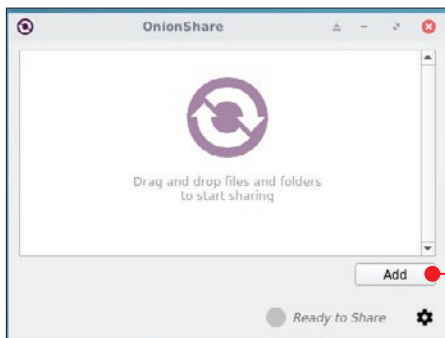 OnionShare
Drag and drop files and folders
to start sharing
Add
Ready to Share